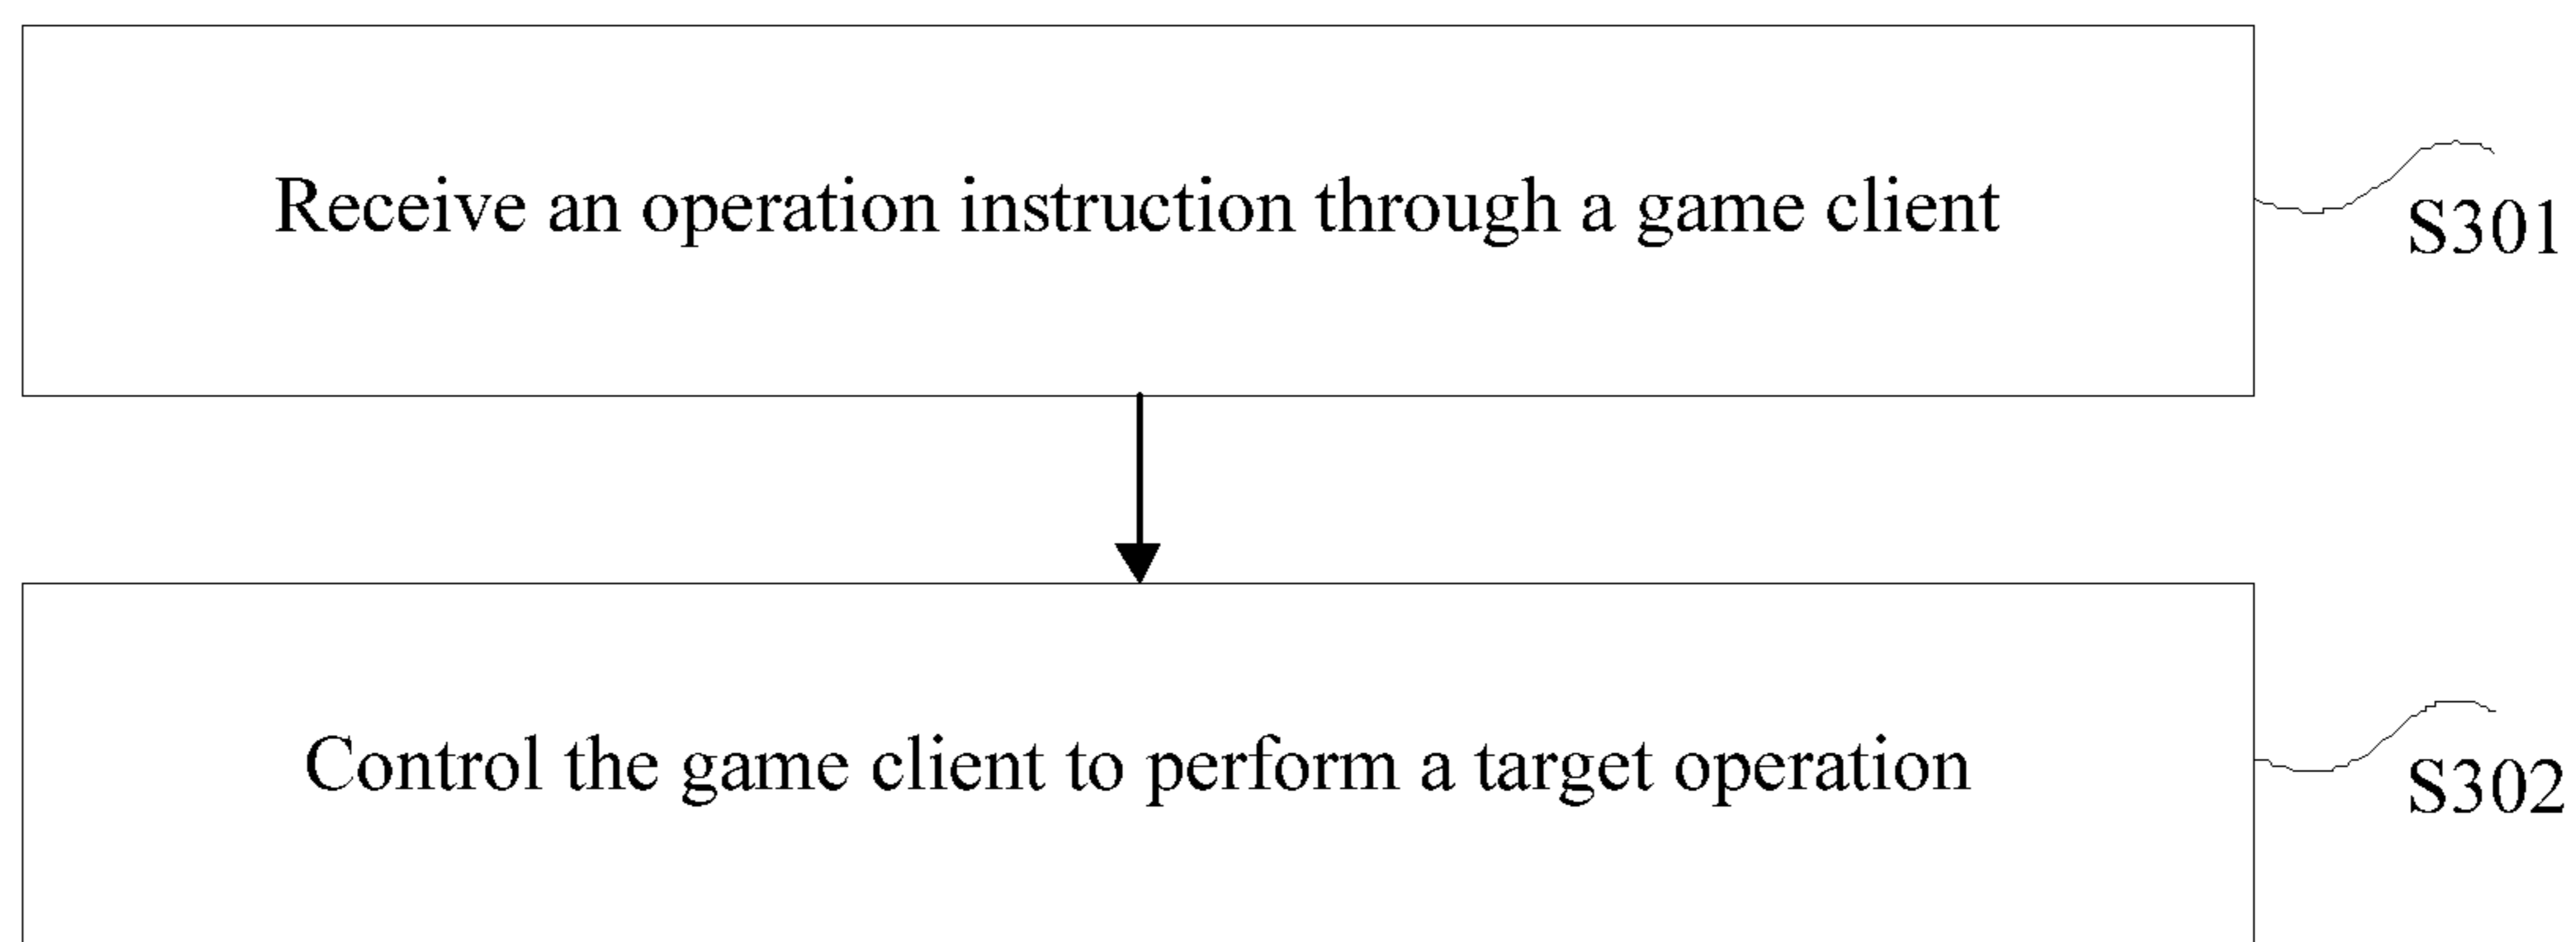 Receive an operation instruction through a game client
S301
Control the game client to perform a target operation
S302